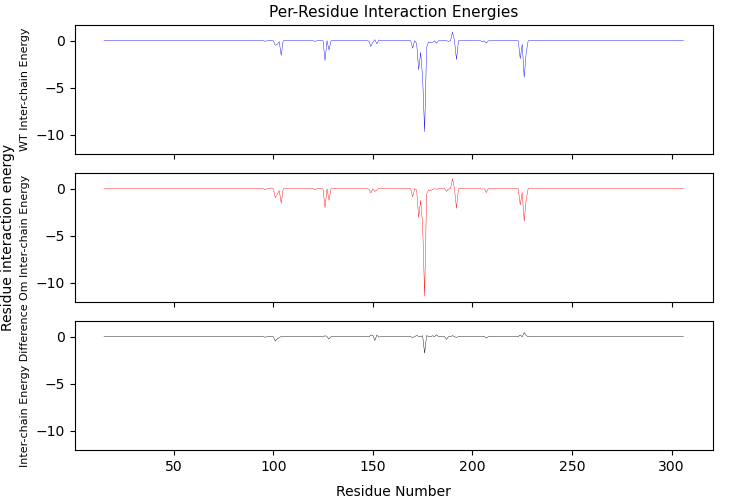 Per-Residue Interaction Energies
Residue interaction energy
WT Inter-chain Energy
0
−5
−10
Om Inter-chain Energy
0
−5
−10
Inter-chain Energy Difference
0
−5
−10
50
100
150
200
250
300
Residue Number